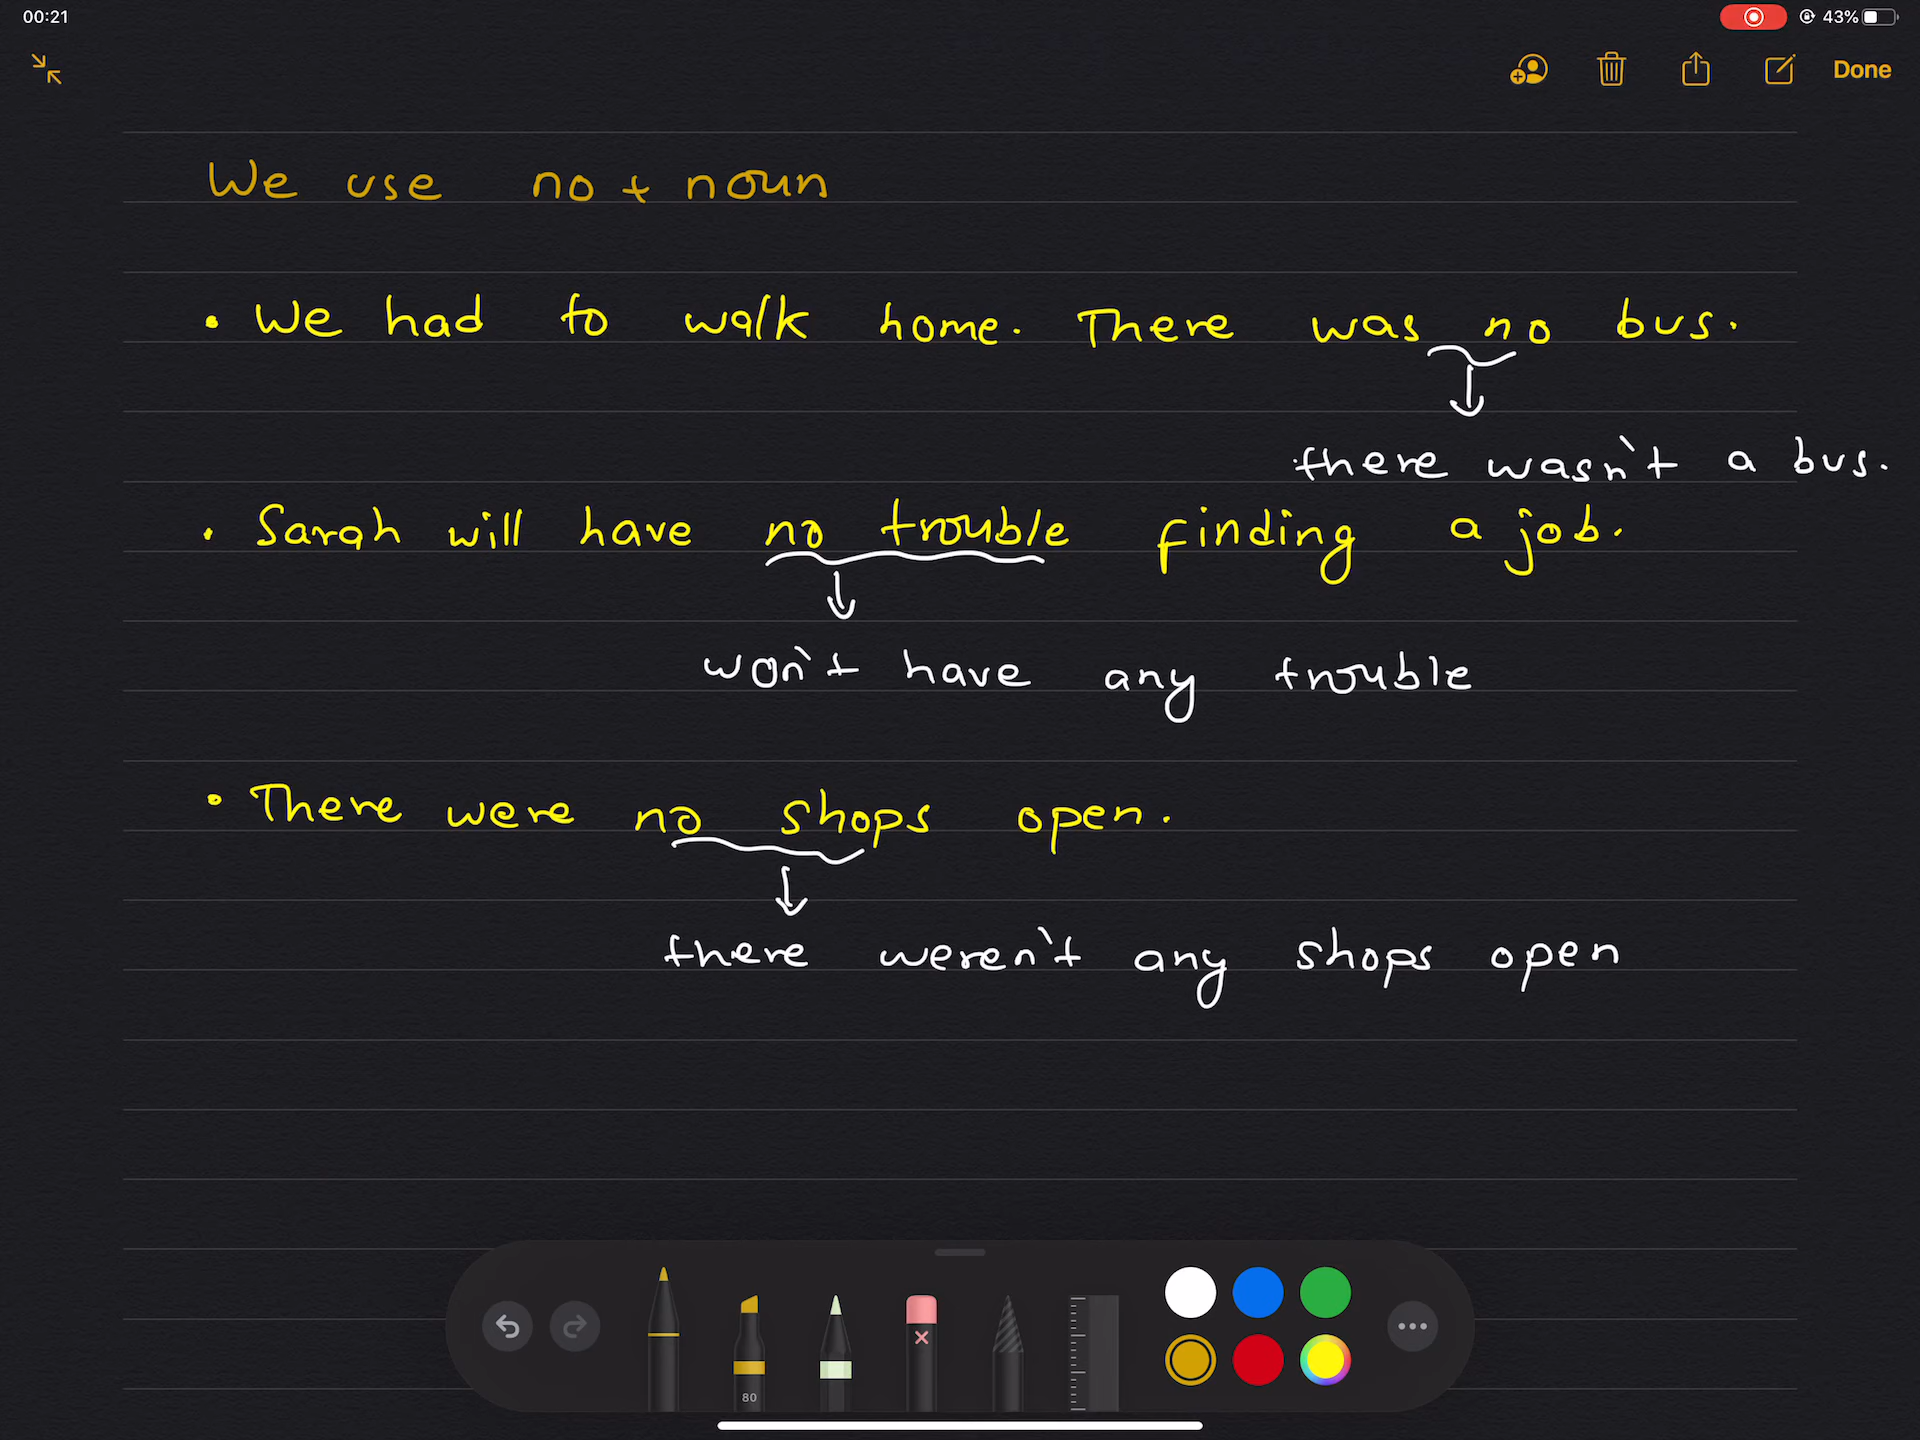 00:21
43%
Done
We use no + noun
• We had to walk home. There was no bus.
there wasn't a bus.
• Sarah will have no trouble finding a job.
won't have any trouble
• There were no shops open.
there weren't any shops open
80